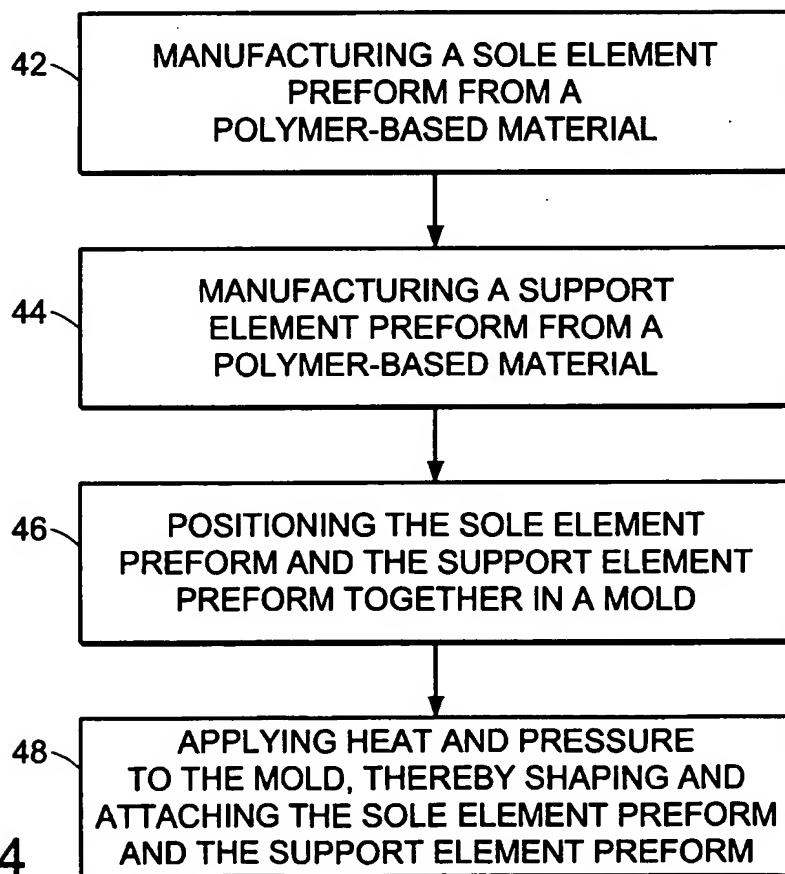 42
MANUFACTURING A SOLE ELEMENT
PREFORM FROM A
POLYMER-BASED MATERIAL
44
MANUFACTURING A SUPPORT
ELEMENT PREFORM FROM A
POLYMER-BASED MATERIAL
46
POSITIONING THE SOLE ELEMENT
PREFORM AND THE SUPPORT ELEMENT
PREFORM TOGETHER IN A MOLD
48
APPLYING HEAT AND PRESSURE
TO THE MOLD, THEREBY SHAPING AND
ATTACHING THE SOLE ELEMENT PREFORM
AND THE SUPPORT ELEMENT PREFORM
4